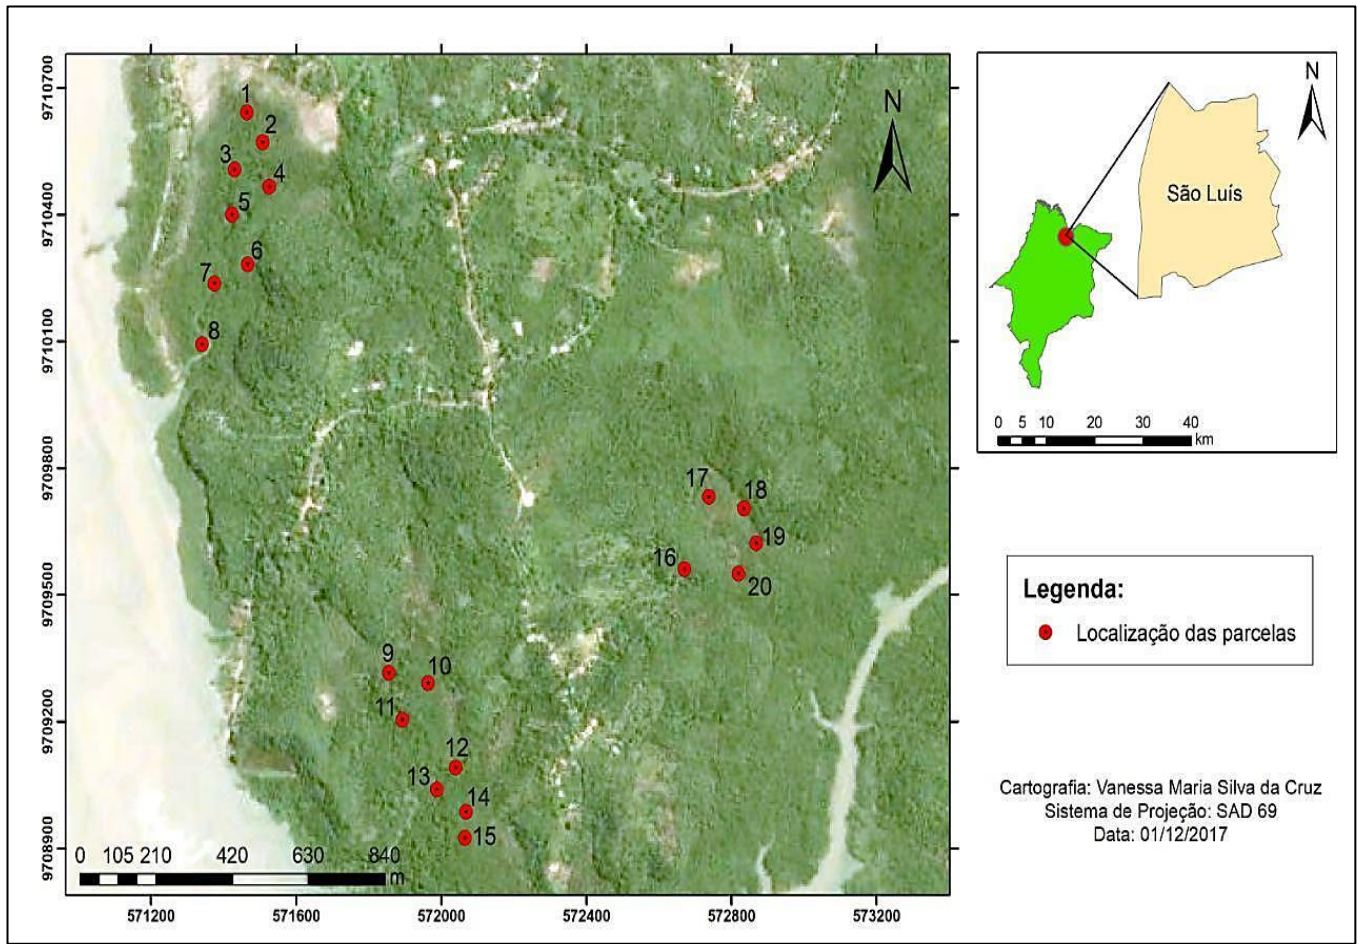 9710700
9710400
9710100
9709800
9709500
9709200
9708900
1
2
3
4
5
6
7
8
N
17
18
19
16
20
9
10
11
12
13
14
15
0 105 210 420 630 840
m
571200 571600 572000 572400 572800 573200
N
São Luís
0 5 10 20 30 40
km
Legenda:
Localização das parcelas
Cartografia: Vanessa Maria Silva da Cruz
Sistema de Projeção: SAD 69
Data: 01/12/2017